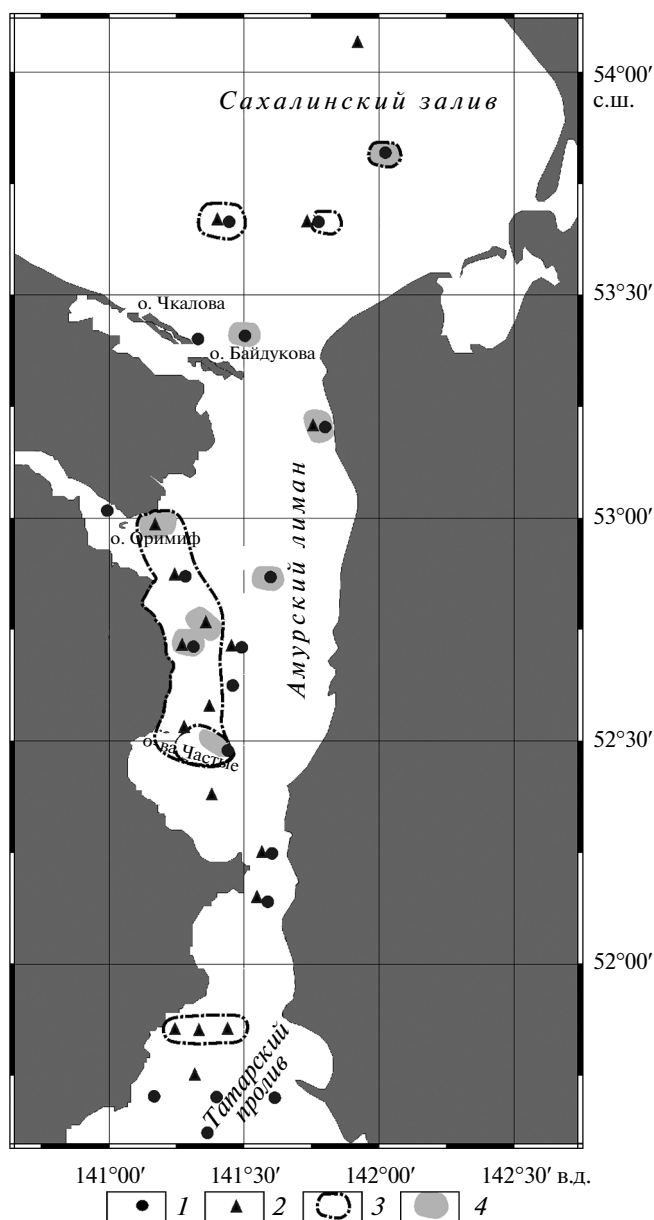 54°00′
с.ш.
Сахалинский залив
53°30′
о. Чкалова
о. Байдукова
Амурский лиман
53°00′
о. Оримиф
52°30′
о-ва Частые
52°00′
Татарский
пролив
141°00′ 141°30′ 142°00′ 142°30′ в.д.
1 2 3 4